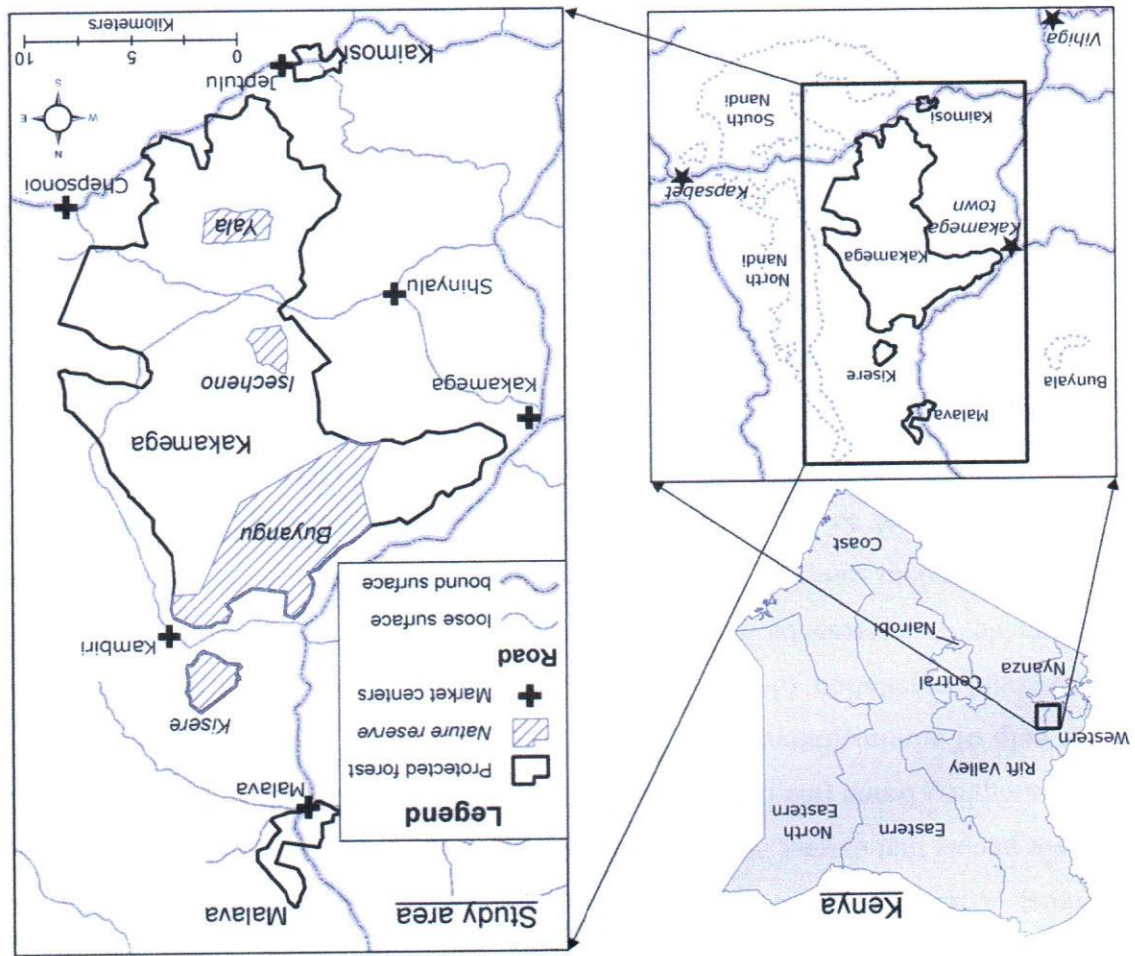 Kenya
North
Eastern
Eastern
Rift Valley
Western
Central
Nyanza
Nairobi
Coast
Malava
Kisere
Bunyala
North
Nandi
Kakamega
Kakamega
town
Kapsabet
Kaimosi
South
Nandi
Vihiga
Study area
Malava
Malava
Legend
Protected forest
Nature reserve
Market centers
Road
loose surface
bound surface
Kisere
Kambiri
Buyangu
Kakamega
Kakamega
Isecheno
Shinyalu
Yala
Chepsonoi
Jeptulu
Kaimosi
N
W
E
S
0
5
10
Kilometers